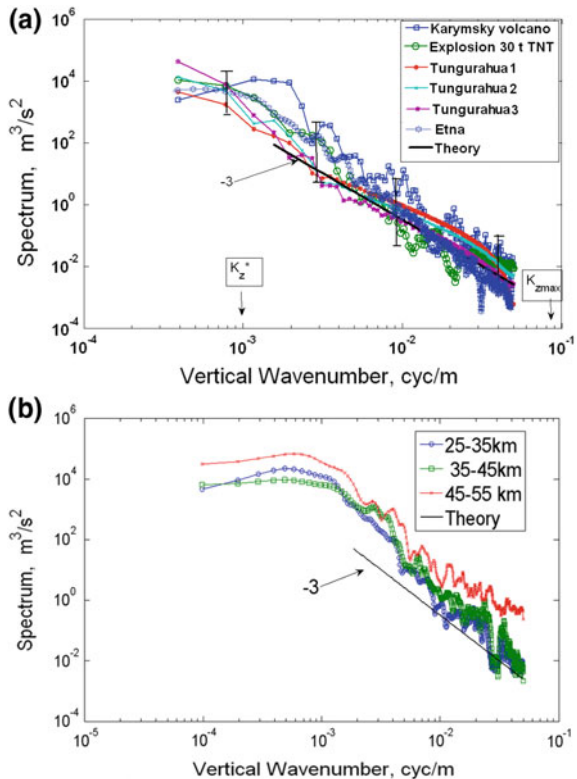 (a)
10^6
10^4
10^2
10^0
10^-2
10^-4
Spectrum, m^3/s^2
Karymsky volcano
Explosion 30 t TNT
Tungurahua 1
Tungurahua 2
Tungurahua 3
Etna
Theory
-3
K_z^*
K_zmax
10^-3
10^-2
10^-1
Vertical Wavenumber, cyc/m
(b)
10^6
10^4
10^2
10^0
10^-2
10^-4
Spectrum, m^3/s^2
25-35km
35-45km
45-55 km
Theory
-3
10^-5
10^-4
10^-3
10^-2
10^-1
Vertical Wavenumber, cyc/m